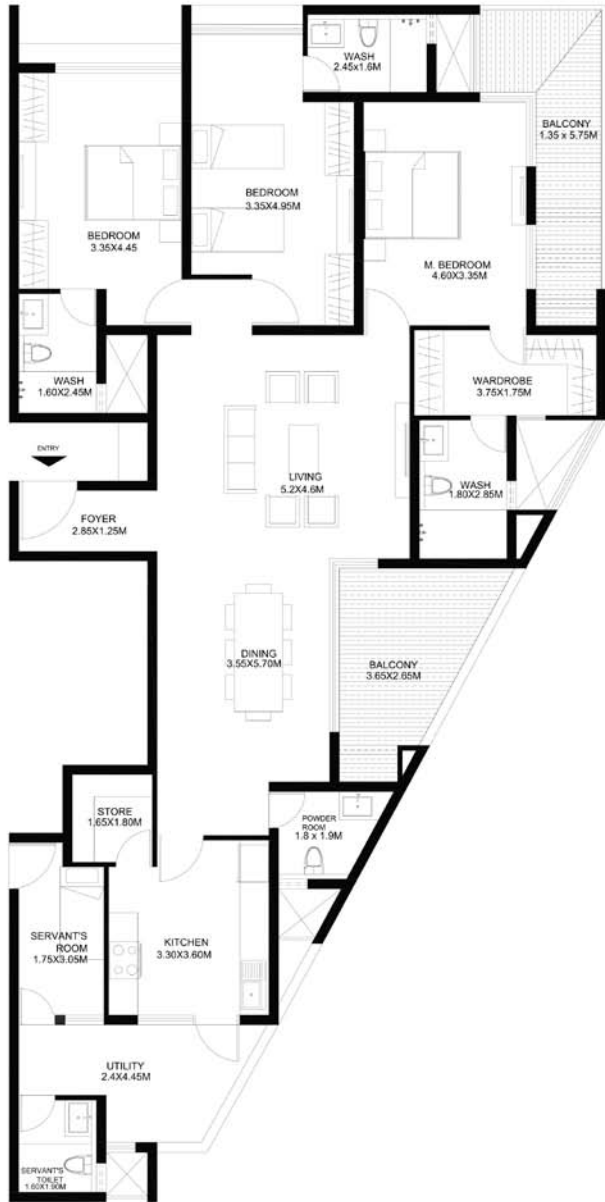 WASH
2.45x1.6M
BALCONY
1.35 x 5.75M
BEDROOM
3.35X4.95M
BEDROOM
3.35X4.45
M. BEDROOM
4.60X3.35M
WASH
1.60X2.45M
WARDROBE
3.75X1.75M
ENTRY
LIVING
5.2X4.6M
WASH
1.80X2.85M
FOYER
2.85X1.25M
DINING
3.55X5.70M
BALCONY
3.65X2.65M
STORE
1.65X1.80M
POWDER
ROOM
1.8 x 1.9M
SERVANT'S
ROOM
1.75X3.05M
KITCHEN
3.30X3.60M
UTILITY
2.4X4.45M
SERVANT'S
TOILET
1.60X1.90M